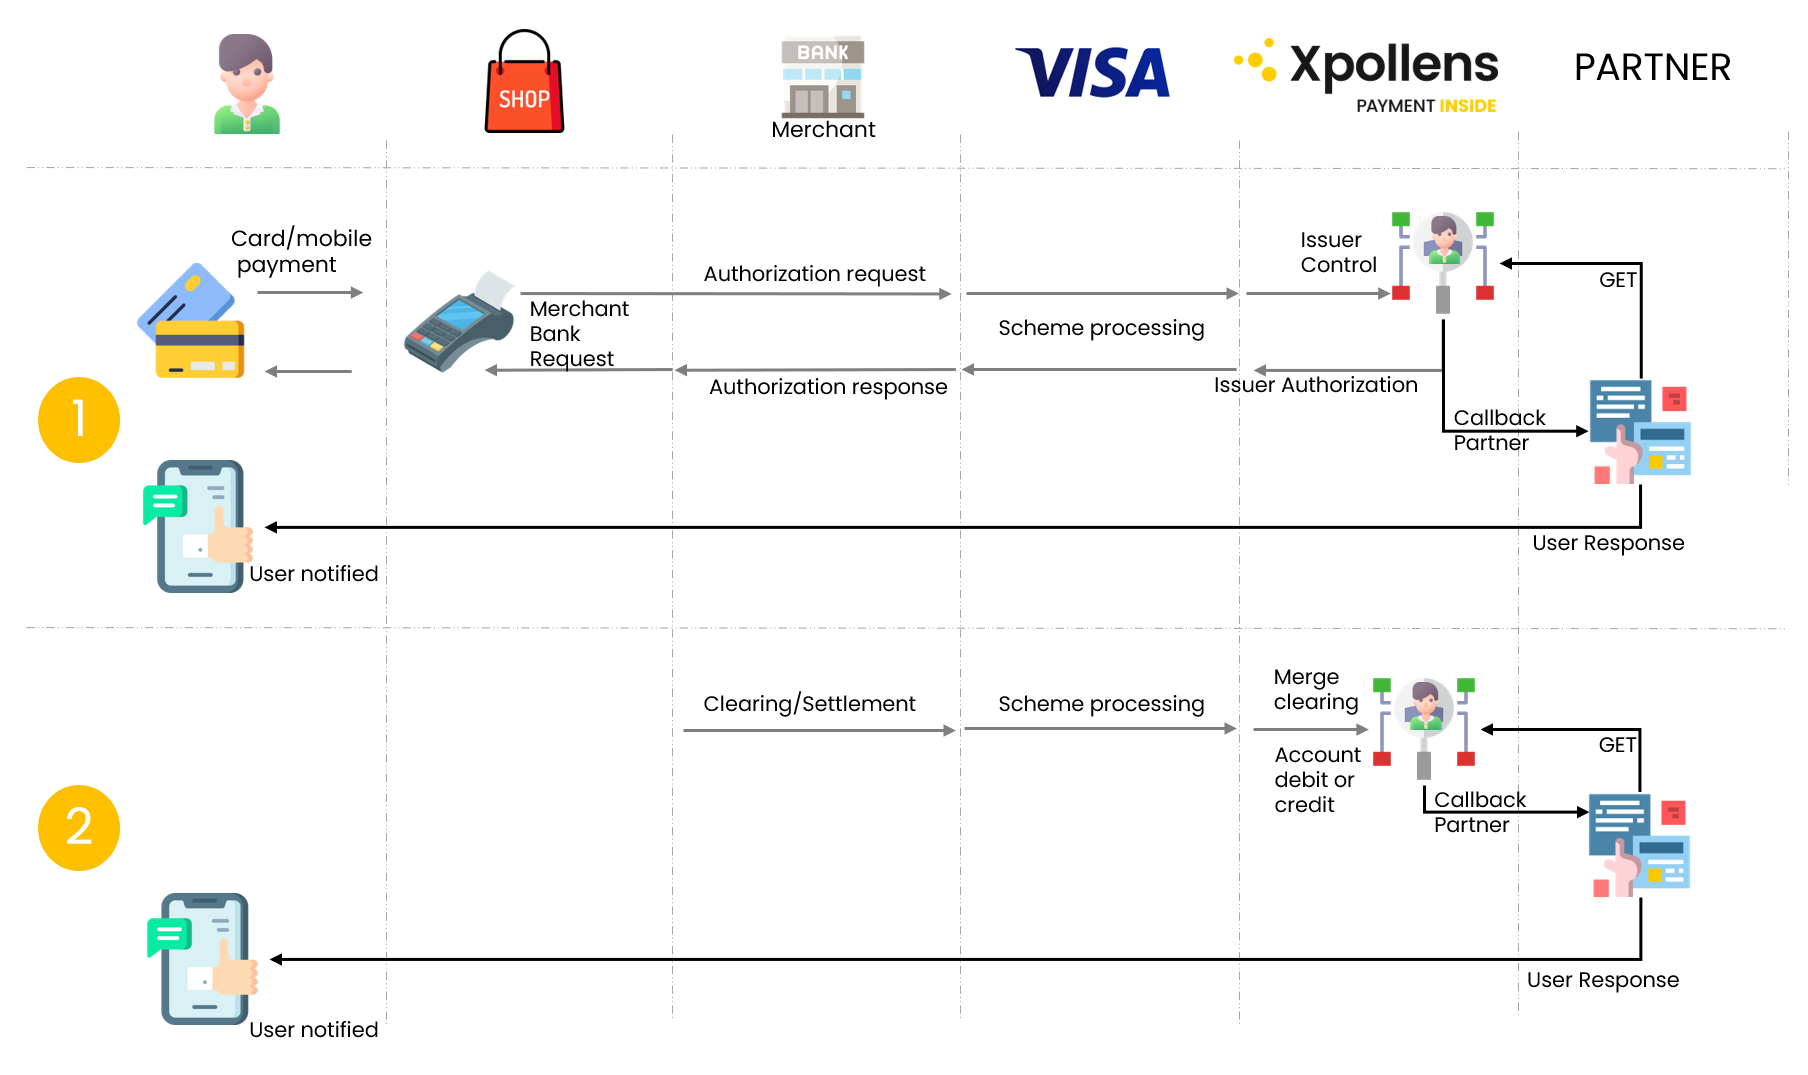 BANK
SHOP
Merchant
VISA
Xpollens
PAYMENT INSIDE
PARTNER
Card/mobile
payment
Merchant
Bank
Request
Authorization request
Scheme processing
Issuer
Control
GET
Authorization response
Issuer Authorization
Callback
Partner
1
User notified
User Response
Clearing/Settlement
Scheme processing
Merge
clearing
Account
debit or
credit
GET
Callback
Partner
2
User Response
User notified